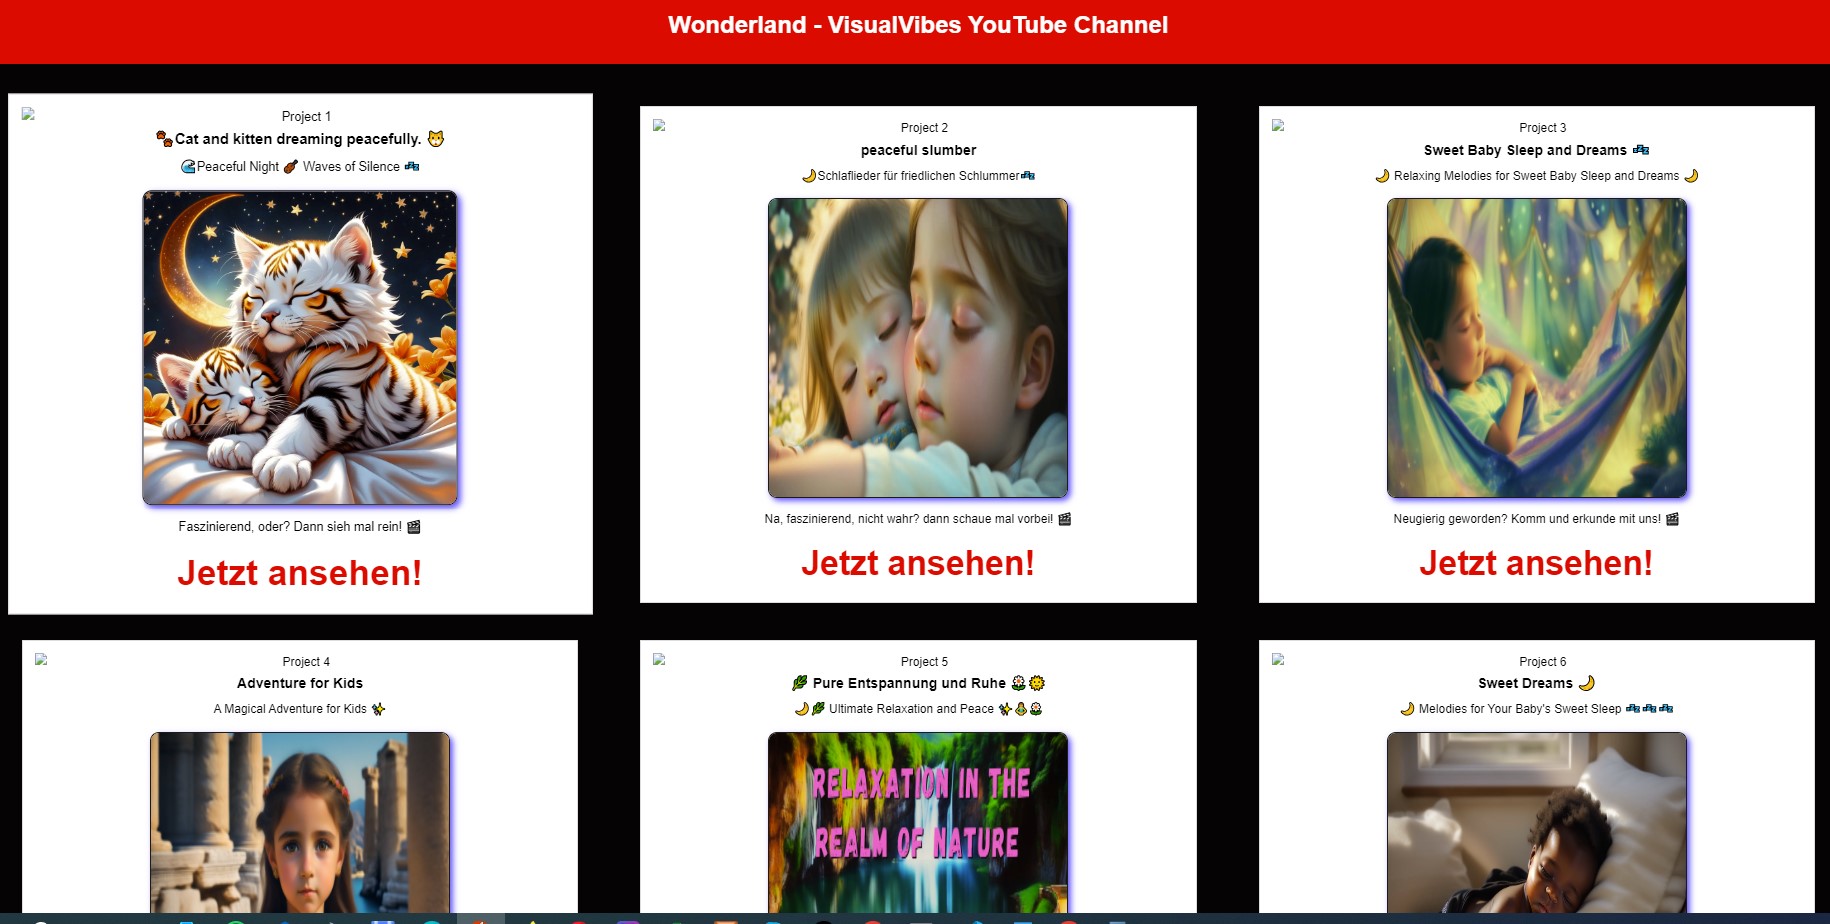 Wonderland - VisualVibes YouTube Channel
Project 1
🐾Cat and kitten dreaming peacefully. 🐱
🌊Peaceful Night 🎻 Waves of Silence 💤
Faszinierend, oder? Dann sieh mal rein! 🎬
Jetzt ansehen!
Project 2
peaceful slumber
🌙Schlaflieder für friedlichen Schlummer💤
Na, faszinierend, nicht wahr? dann schaue mal vorbei! 🎬
Jetzt ansehen!
Project 3
Sweet Baby Sleep and Dreams 💤
🌙 Relaxing Melodies for Sweet Baby Sleep and Dreams 🌙
Neugierig geworden? Komm und erkunde mit uns! 🎬
Jetzt ansehen!
Project 4
Adventure for Kids
A Magical Adventure for Kids ✨
Project 5
🌿 Pure Entspannung und Ruhe 🌼🌞
🌙🌿 Ultimate Relaxation and Peace ✨🧘🌼
RELAXATION IN THE
REALM OF NATURE
Project 6
Sweet Dreams 🌙
🌙 Melodies for Your Baby's Sweet Sleep 💤💤💤